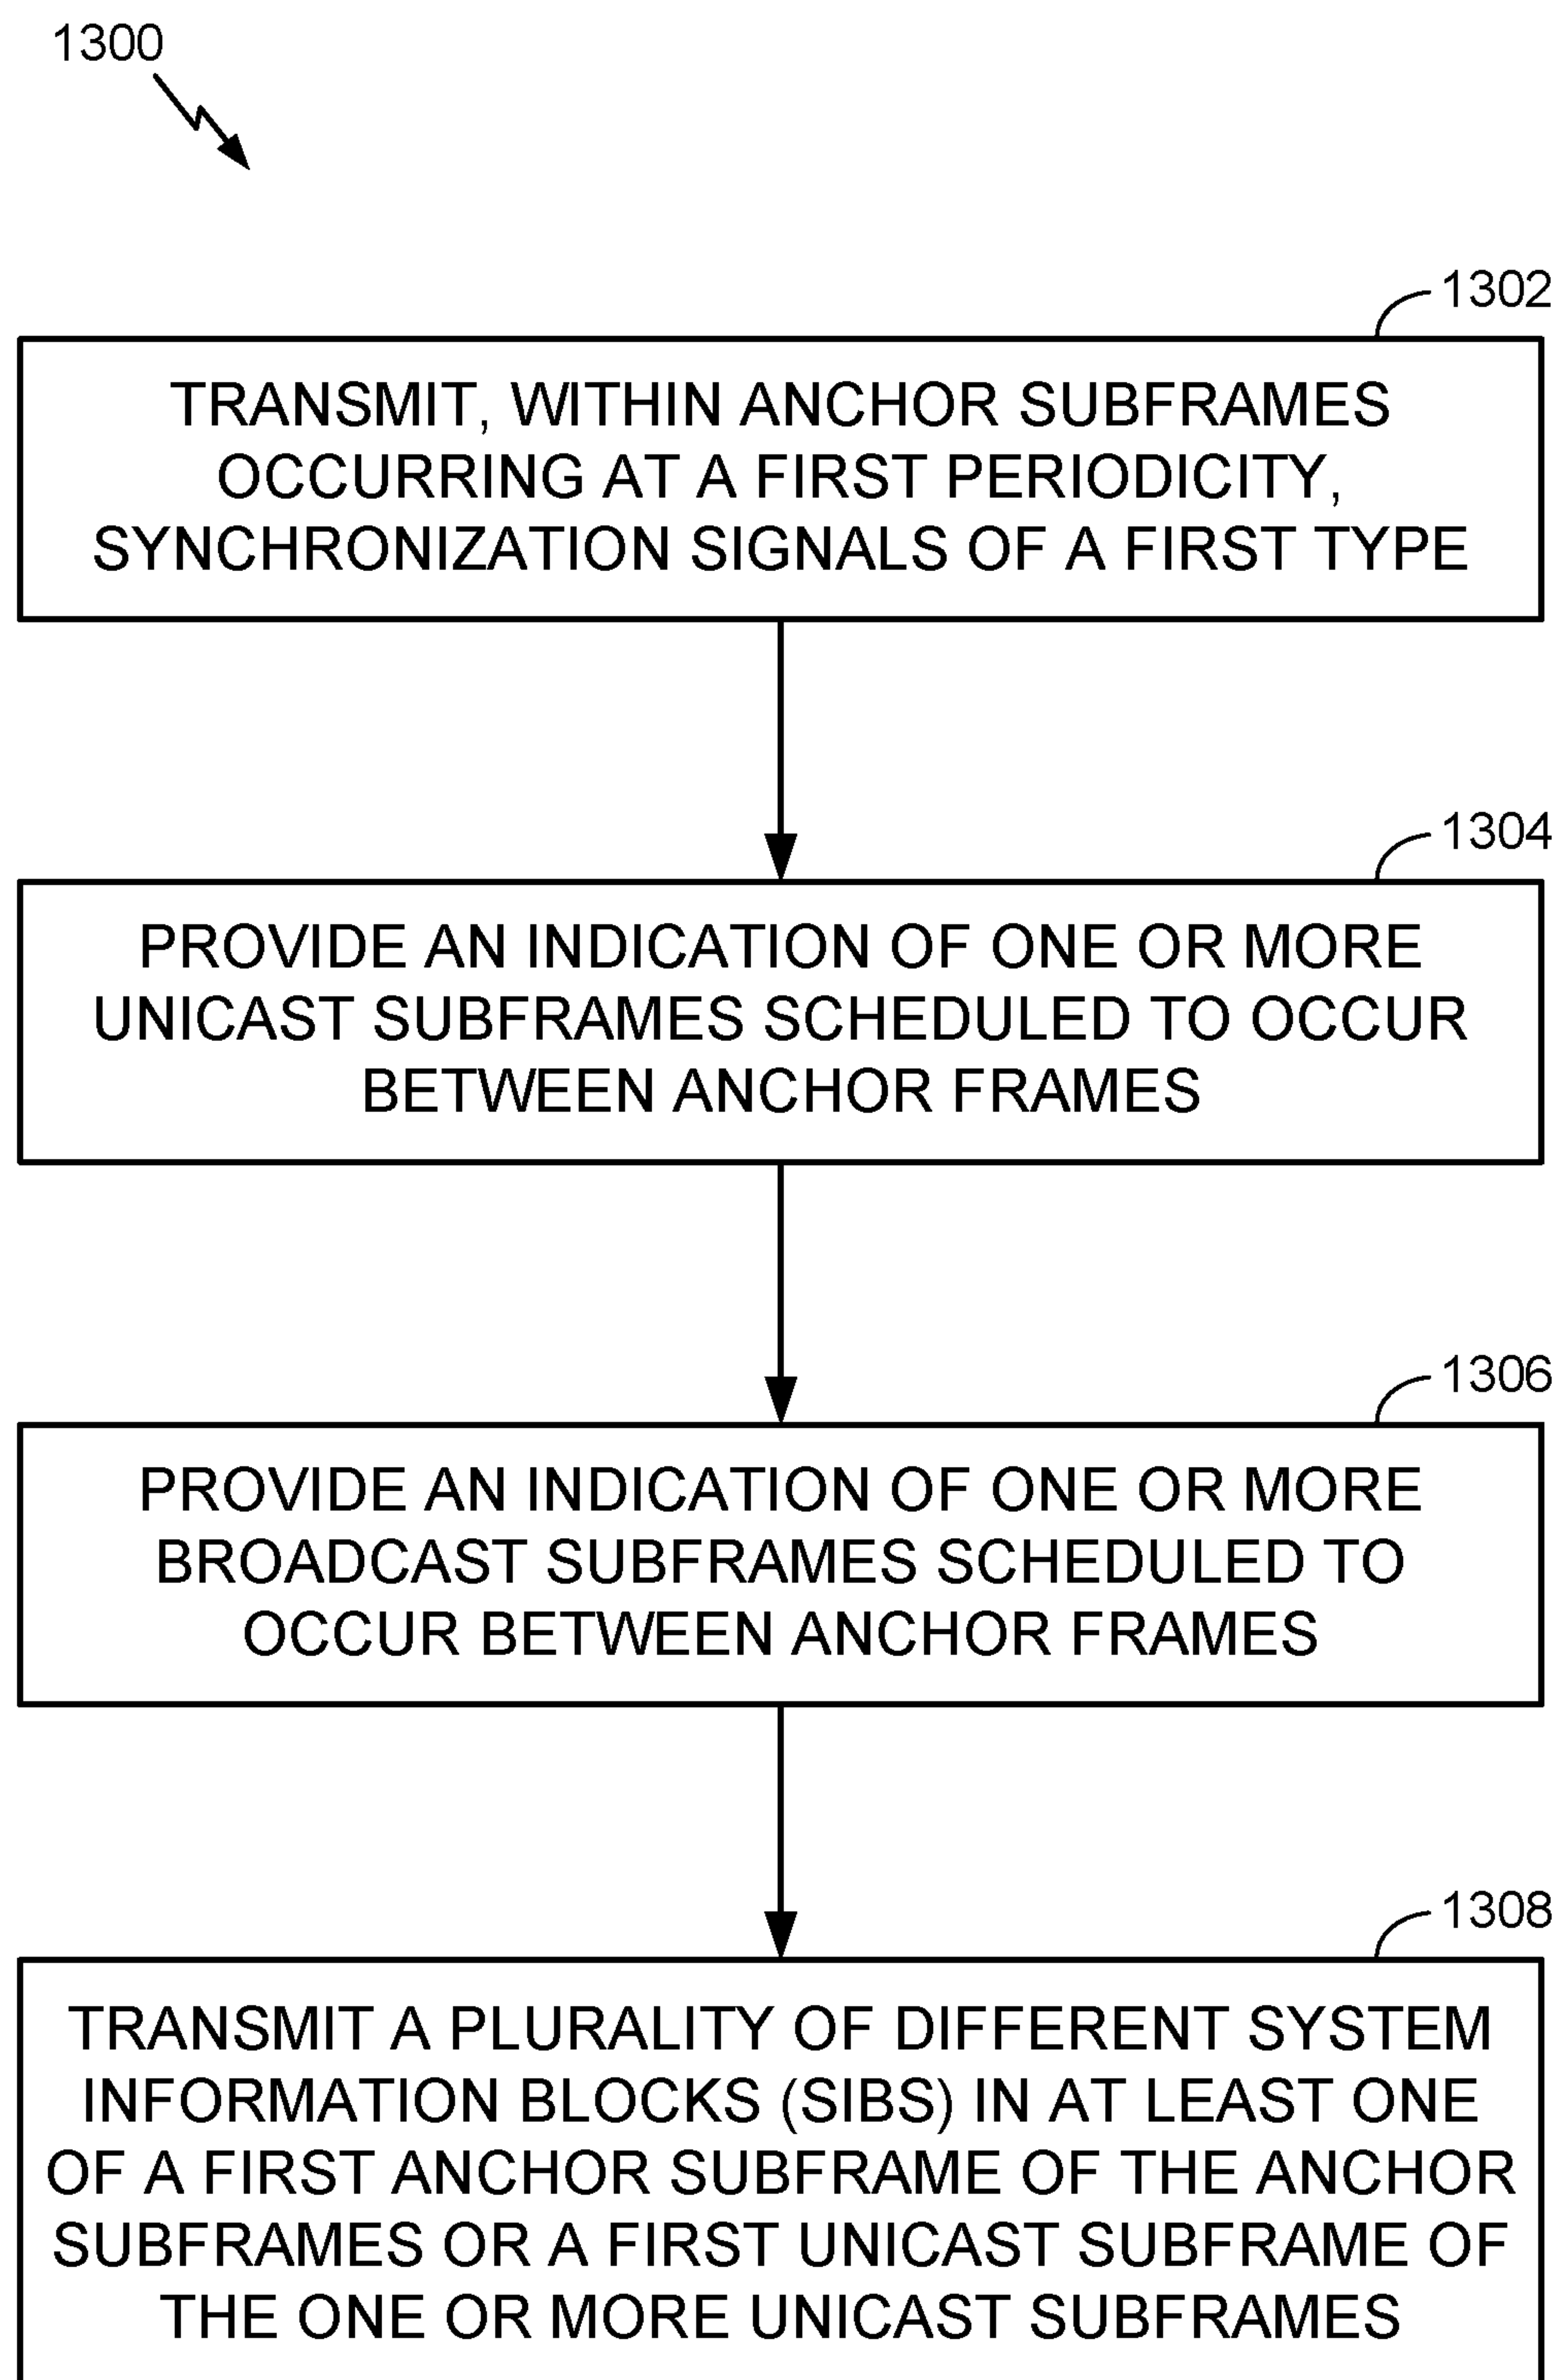 1300
1302
TRANSMIT, WITHIN ANCHOR SUBFRAMES
OCCURRING AT A FIRST PERIODICITY,
SYNCHRONIZATION SIGNALS OF A FIRST TYPE
1304
PROVIDE AN INDICATION OF ONE OR MORE
UNICAST SUBFRAMES SCHEDULED TO OCCUR
BETWEEN ANCHOR FRAMES
1306
PROVIDE AN INDICATION OF ONE OR MORE
BROADCAST SUBFRAMES SCHEDULED TO
OCCUR BETWEEN ANCHOR FRAMES
1308
TRANSMIT A PLURALITY OF DIFFERENT SYSTEM
INFORMATION BLOCKS (SIBS) IN AT LEAST ONE
OF A FIRST ANCHOR SUBFRAME OF THE ANCHOR
SUBFRAMES OR A FIRST UNICAST SUBFRAME OF
THE ONE OR MORE UNICAST SUBFRAMES